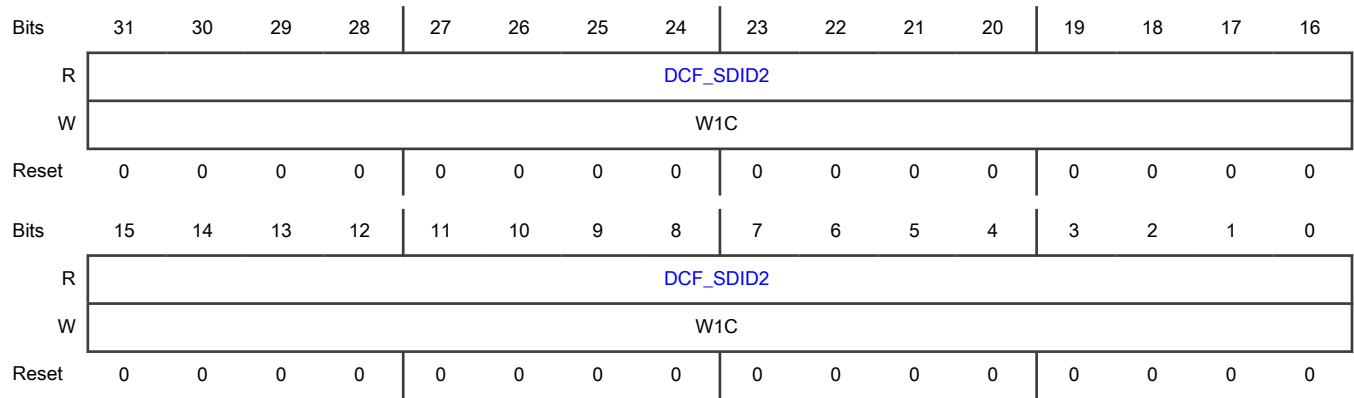 Bits 31 30 29 28 27 26 25 24 23 22 21 20 19 18 17 16
R DCF_SDID2
W W1C
Reset 0 0 0 0 0 0 0 0 0 0 0 0 0 0 0 0
Bits 15 14 13 12 11 10 9 8 7 6 5 4 3 2 1 0
R DCF_SDID2
W W1C
Reset 0 0 0 0 0 0 0 0 0 0 0 0 0 0 0 0